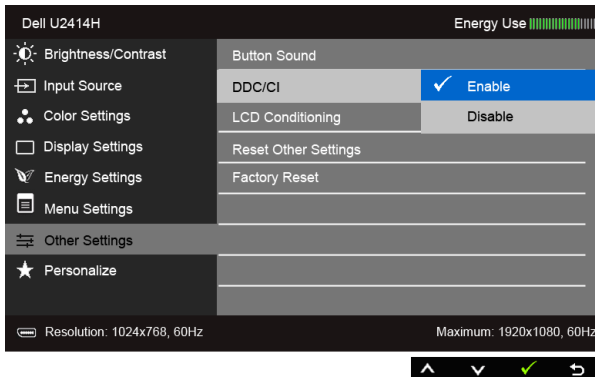 Dell U2414H Energy Use
Brightness/Contrast
Button Sound
Input Source
DDC/CI
Enable
Color Settings
LCD Conditioning
Disable
Display Settings
Reset Other Settings
Energy Settings
Factory Reset
Menu Settings
Other Settings
Personalize
Resolution: 1024x768, 60Hz
Maximum: 1920x1080, 60Hz